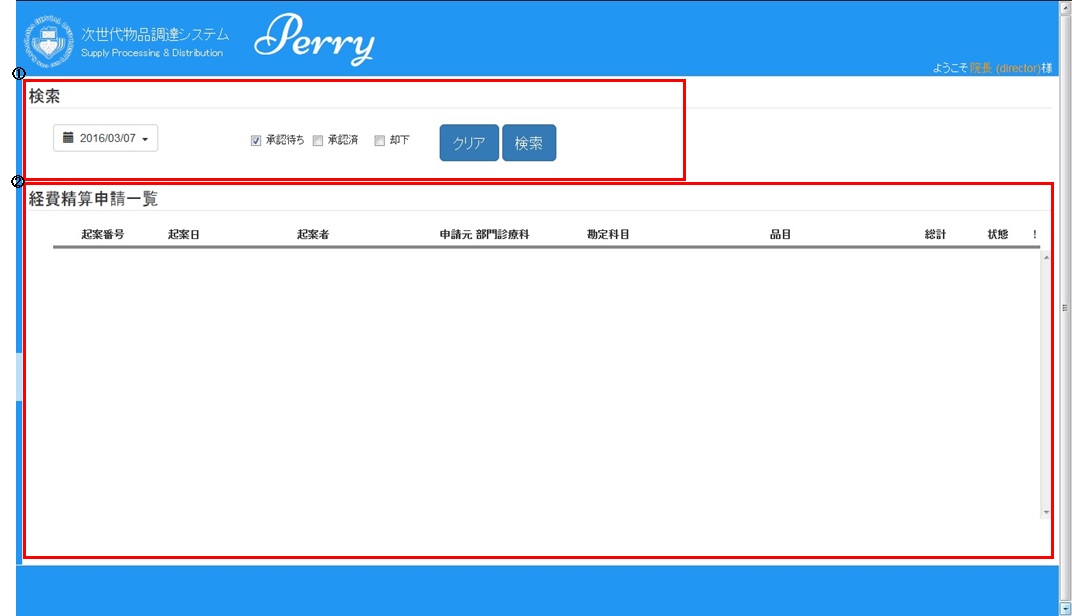 次世代物品調達システム
Supply Processing & Distribution
Perry
ようこそ院長 (director)様
①
検索
2016/03/07
承認待ち 承認済 却下
クリア 検索
②
経費精算申請一覧
起案番号 起案日 起案者 申請元 部門診療科 勘定科目 品目 総計 状態 !